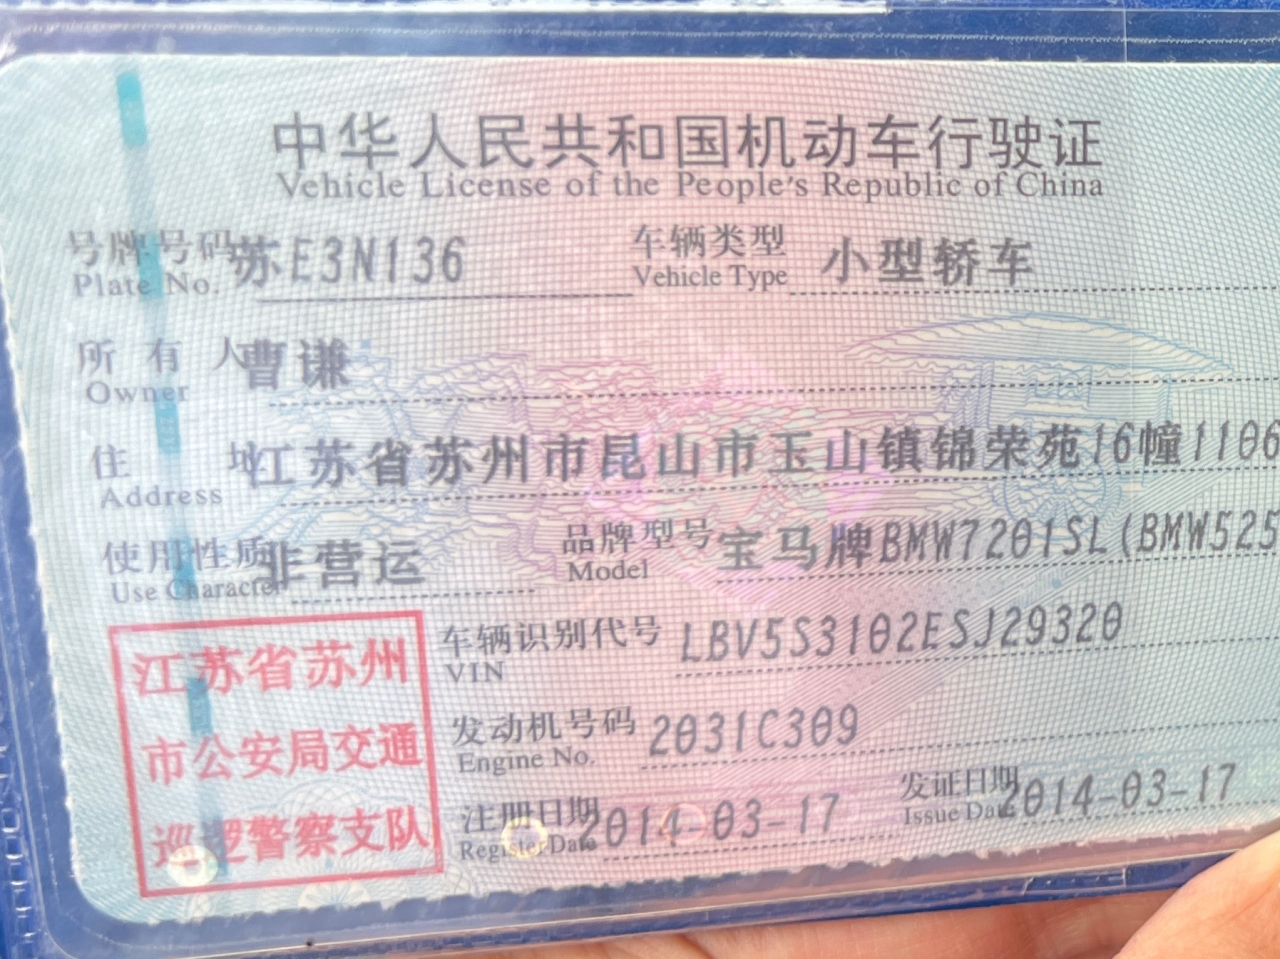 中华人民共和国机动车行驶证
Vehicle License of the People's Republic of China
号牌号码 苏E3N136 车辆类型 小型轿车
Plate No. Vehicle Type
所有人 曹谦
Owner
住址 江苏省苏州市昆山市玉山镇锦荣苑16幢1106
Address
使用性质 非营运 品牌型号 宝马牌BMW7201SL(BMW525
Use Character Model
车辆识别代号 LBV5S3102ESJ29320
VIN
发动机号码 2031C309
Engine No.
注册日期 2014-03-17 发证日期 2014-03-17
Register Date Issue Date
江苏省苏州
市公安局交通
巡逻警察支队